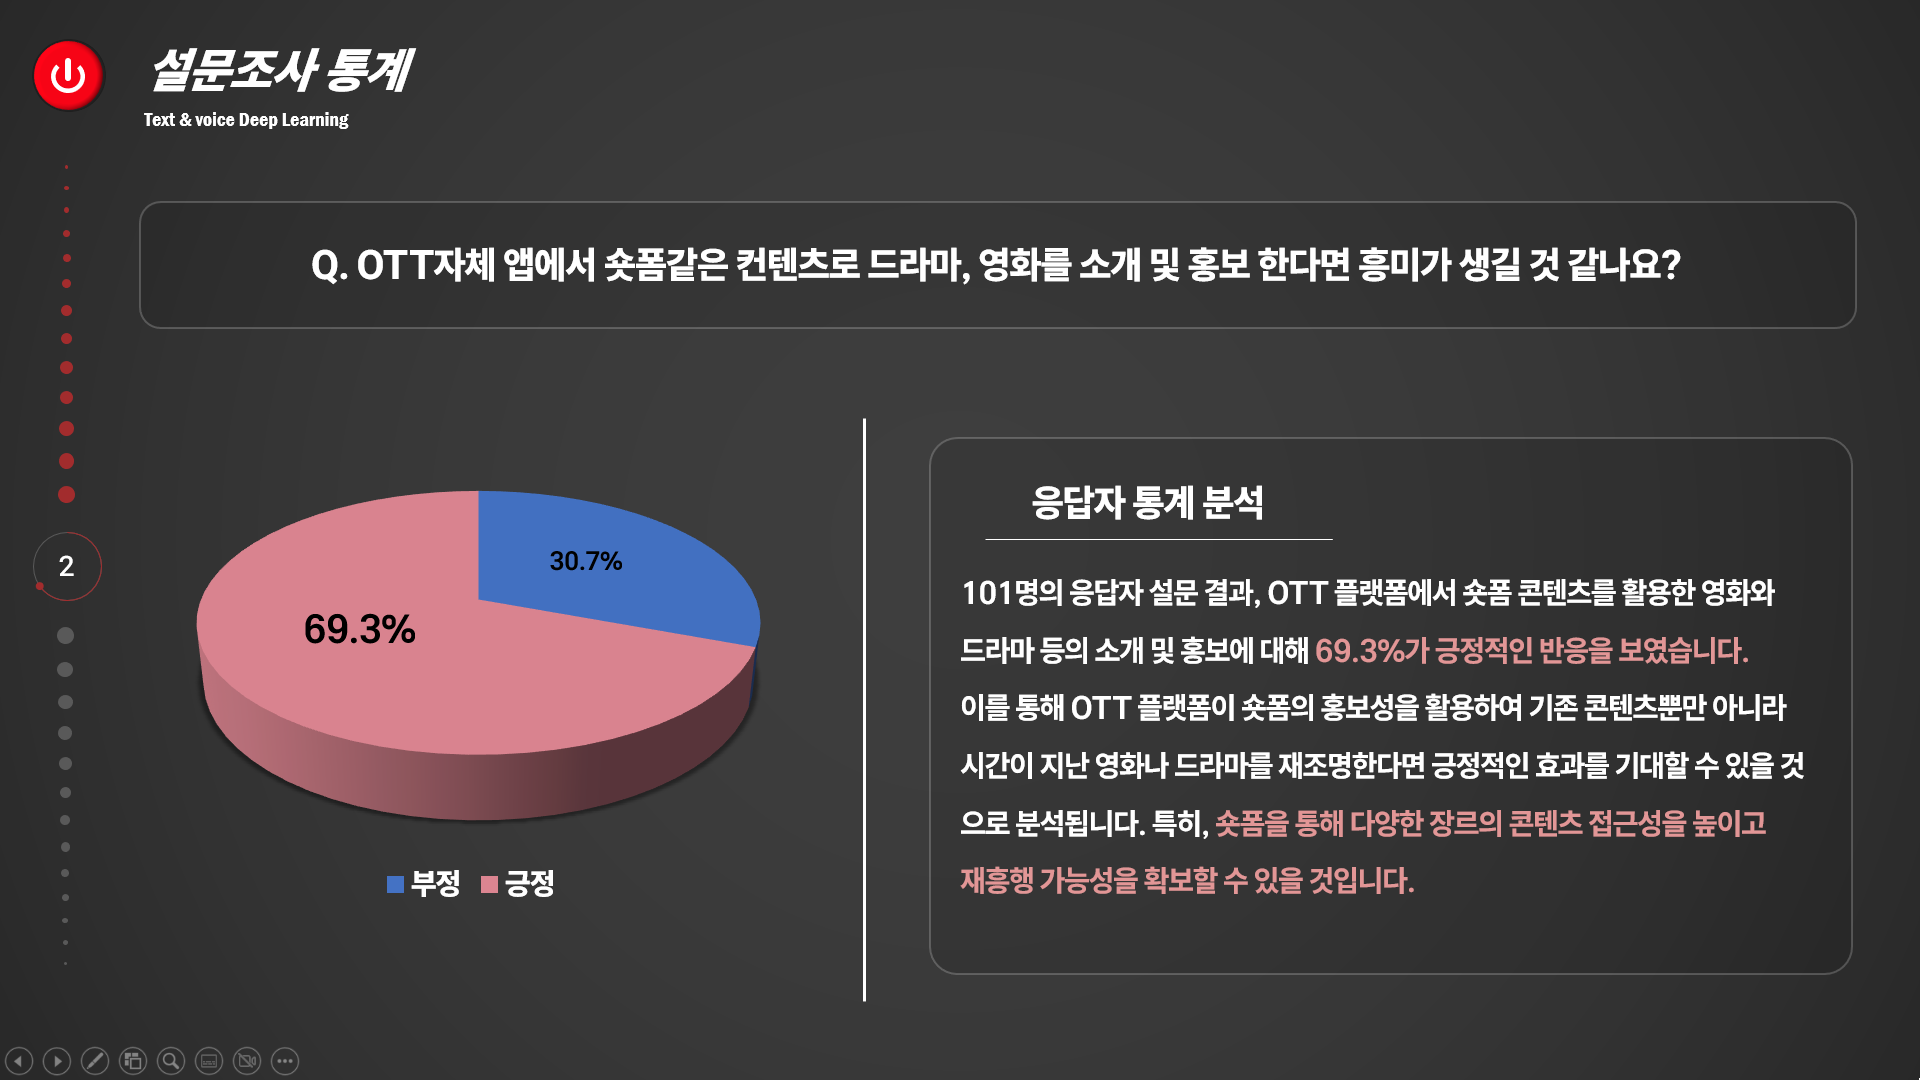 설문조사 통계
Text & voice Deep Learning
Q. OTT자체 앱에서 숏폼같은 컨텐츠로 드라마, 영화를 소개 및 홍보 한다면 흥미가 생길 것 같나요?
2
30.7%
69.3%
부정 긍정
응답자 통계 분석
101명의 응답자 설문 결과, OTT 플랫폼에서 숏폼 콘텐츠를 활용한 영화와
드라마 등의 소개 및 홍보에 대해 69.3%가 긍정적인 반응을 보였습니다.
이를 통해 OTT 플랫폼이 숏폼의 홍보성을 활용하여 기존 콘텐츠뿐만 아니라
시간이 지난 영화나 드라마를 재조명한다면 긍정적인 효과를 기대할 수 있을 것
으로 분석됩니다. 특히, 숏폼을 통해 다양한 장르의 콘텐츠 접근성을 높이고
재흥행 가능성을 확보할 수 있을 것입니다.